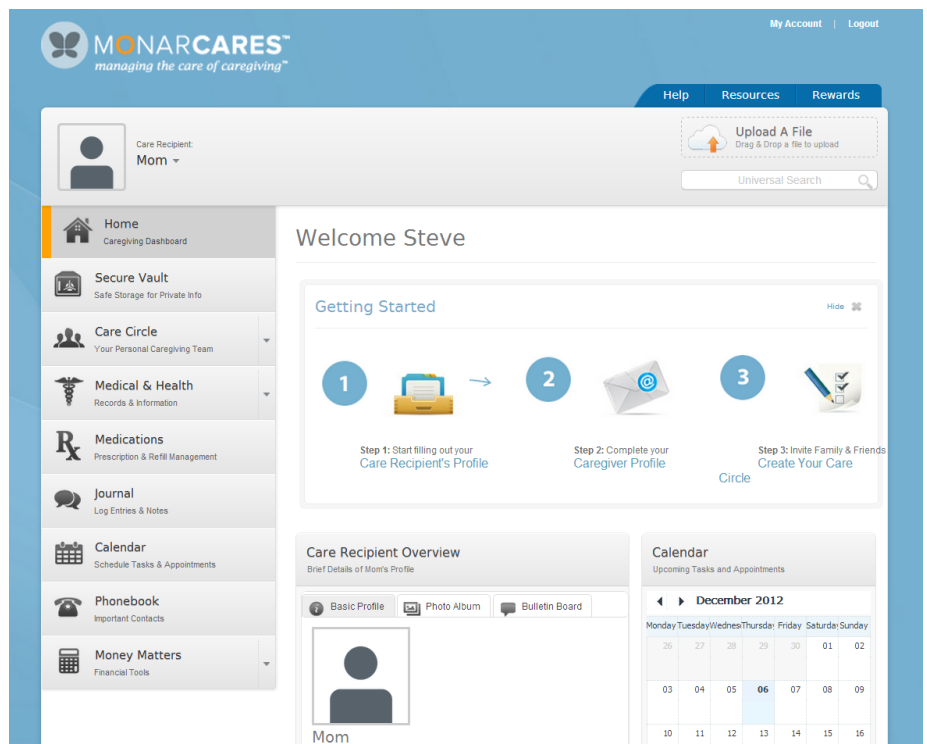 My Account | Logout
MONARCARES™
managing the care of caregiving™
Help Resources Rewards
Care Recipient:
Mom
Upload A File
Drag & Drop a file to upload
Universal Search
Home
Caregiving Dashboard
Secure Vault
Safe Storage for Private Info
Care Circle
Your Personal Caregiving Team
Medical & Health
Records & Information
Rx Medications
Prescription & Refill Management
Journal
Log Entries & Notes
Calendar
Schedule Tasks & Appointments
Phonebook
Important Contacts
Money Matters
Financial Tools
Welcome Steve
Getting Started
Hide
1 2 @ 3
Step 1: Start filling out your
Care Recipient's Profile
Step 2: Complete your
Caregiver Profile
Step 3: Invite Family & Friends
Create Your Care
Circle
Care Recipient Overview
Brief Details of Mom's Profile
Basic Profile Photo Album Bulletin Board
Mom
Calendar
Upcoming Tasks and Appointments
December 2012
Monday Tuesday Wednes Thursday Friday Saturday Sunday
26 27 28 29 30 01 02
03 04 05 06 07 08 09
10 11 12 13 14 15 16